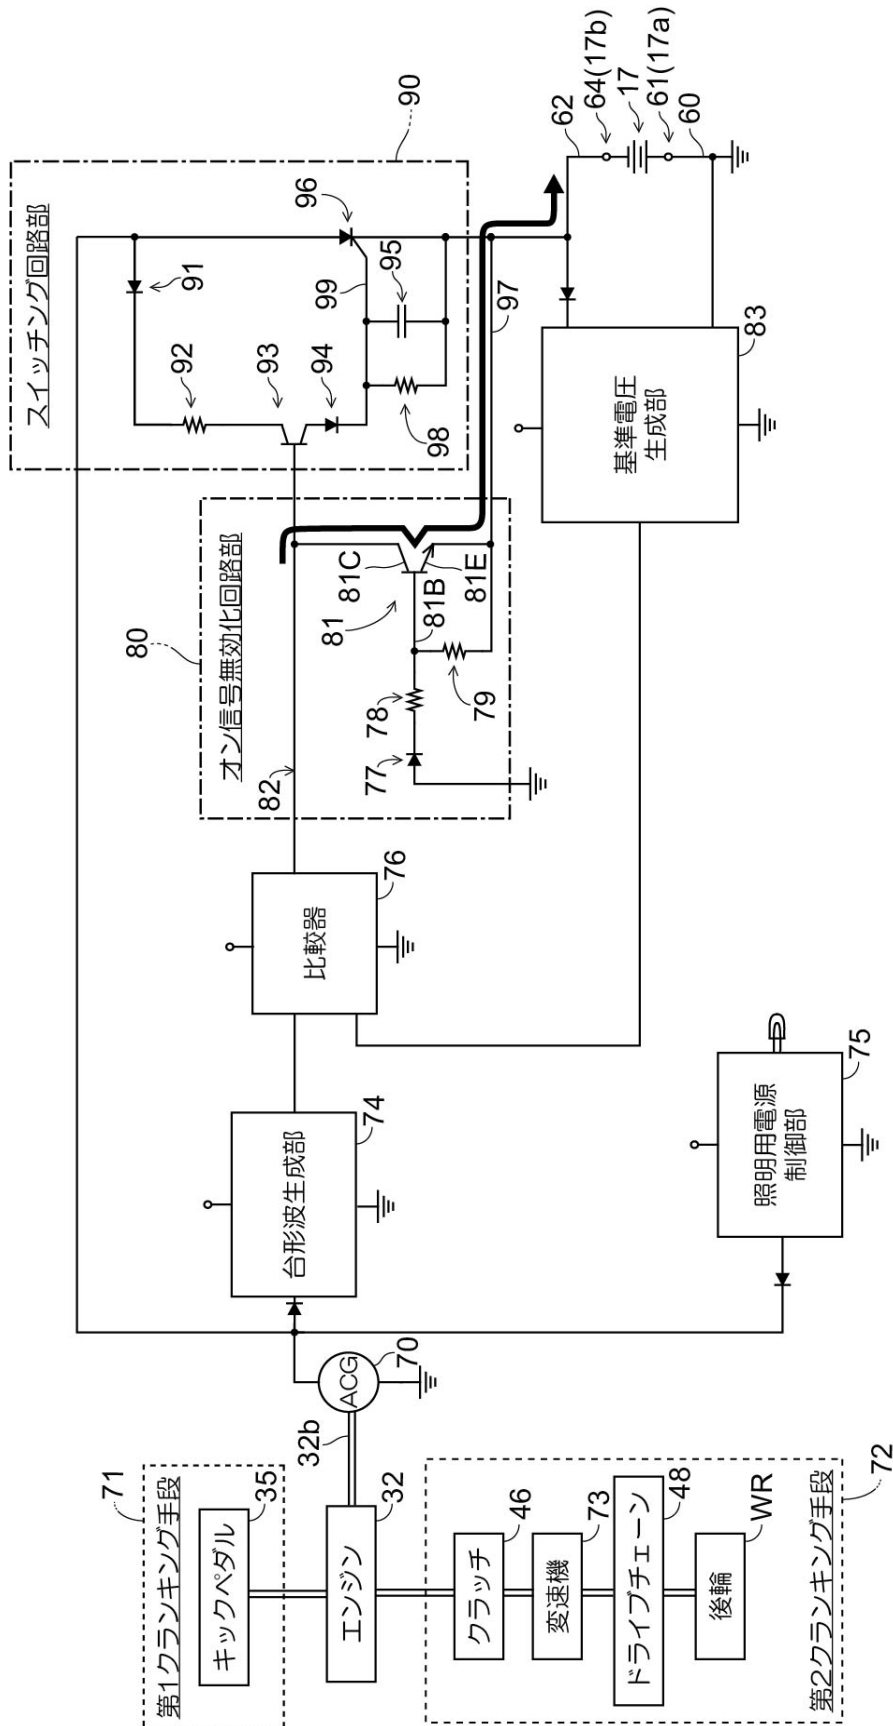 第1クランキング手段
71
キックペダル
35
エンジン
32
32b
ACG
70
クラッチ
46
変速機
73
ドライブチェーン
48
後輪
WR
第2クランキング手段
72
台形波生成部
74
比較器
76
照明用電源
制御部
75
オン信号無効化回路部
80
82
77
78
79
81
81B
81C
81E
スイッチング回路部
90
91
92
93
94
95
96
97
98
99
基準電圧
生成部
83
62
64(17b)
17
61(17a)
60